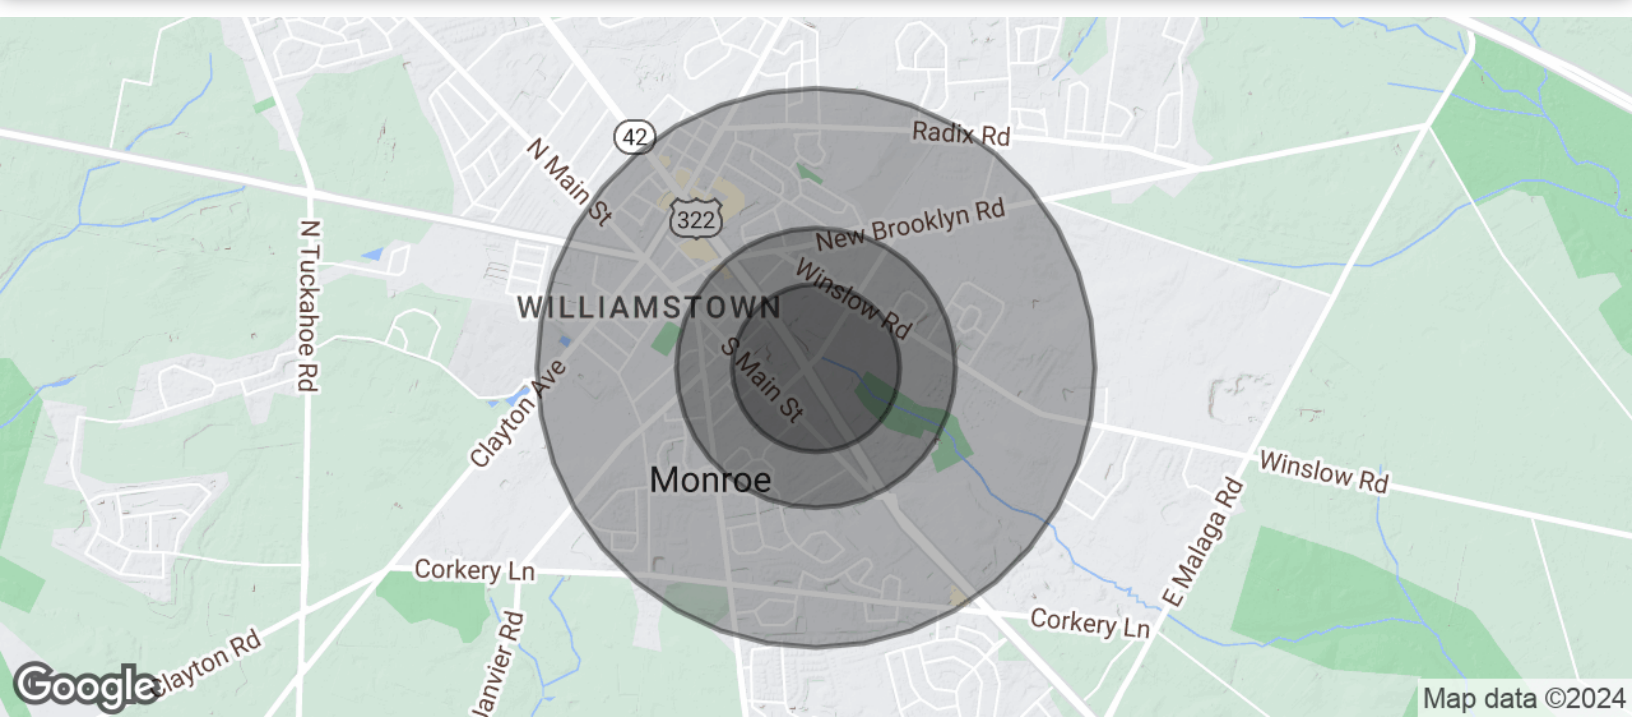 42
Radix Rd
N Main St
322
New Brooklyn Rd
N Tuckahoe Rd
Winslow Rd
WILLIAMSTOWN
S Main St
Clayton Ave
Monroe
Winslow Rd
E Malaga Rd
Corkery Ln
Corkery Ln
Janvier Rd
Clayton Rd
Google
Map data ©2024